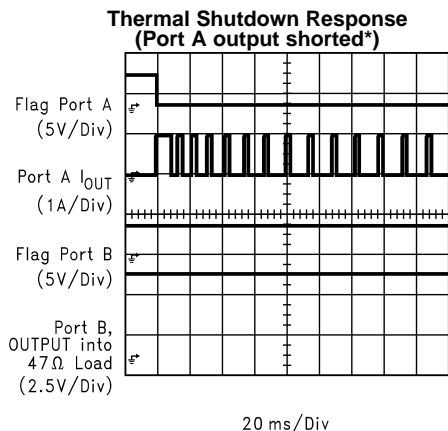 Thermal Shutdown Response
(Port A output shorted*)
Flag Port A
(5V/Div)
Port A IOUT
(1A/Div)
Flag Port B
(5V/Div)
Port B,
OUTPUT into
47Ω Load
(2.5V/Div)
20 ms/Div